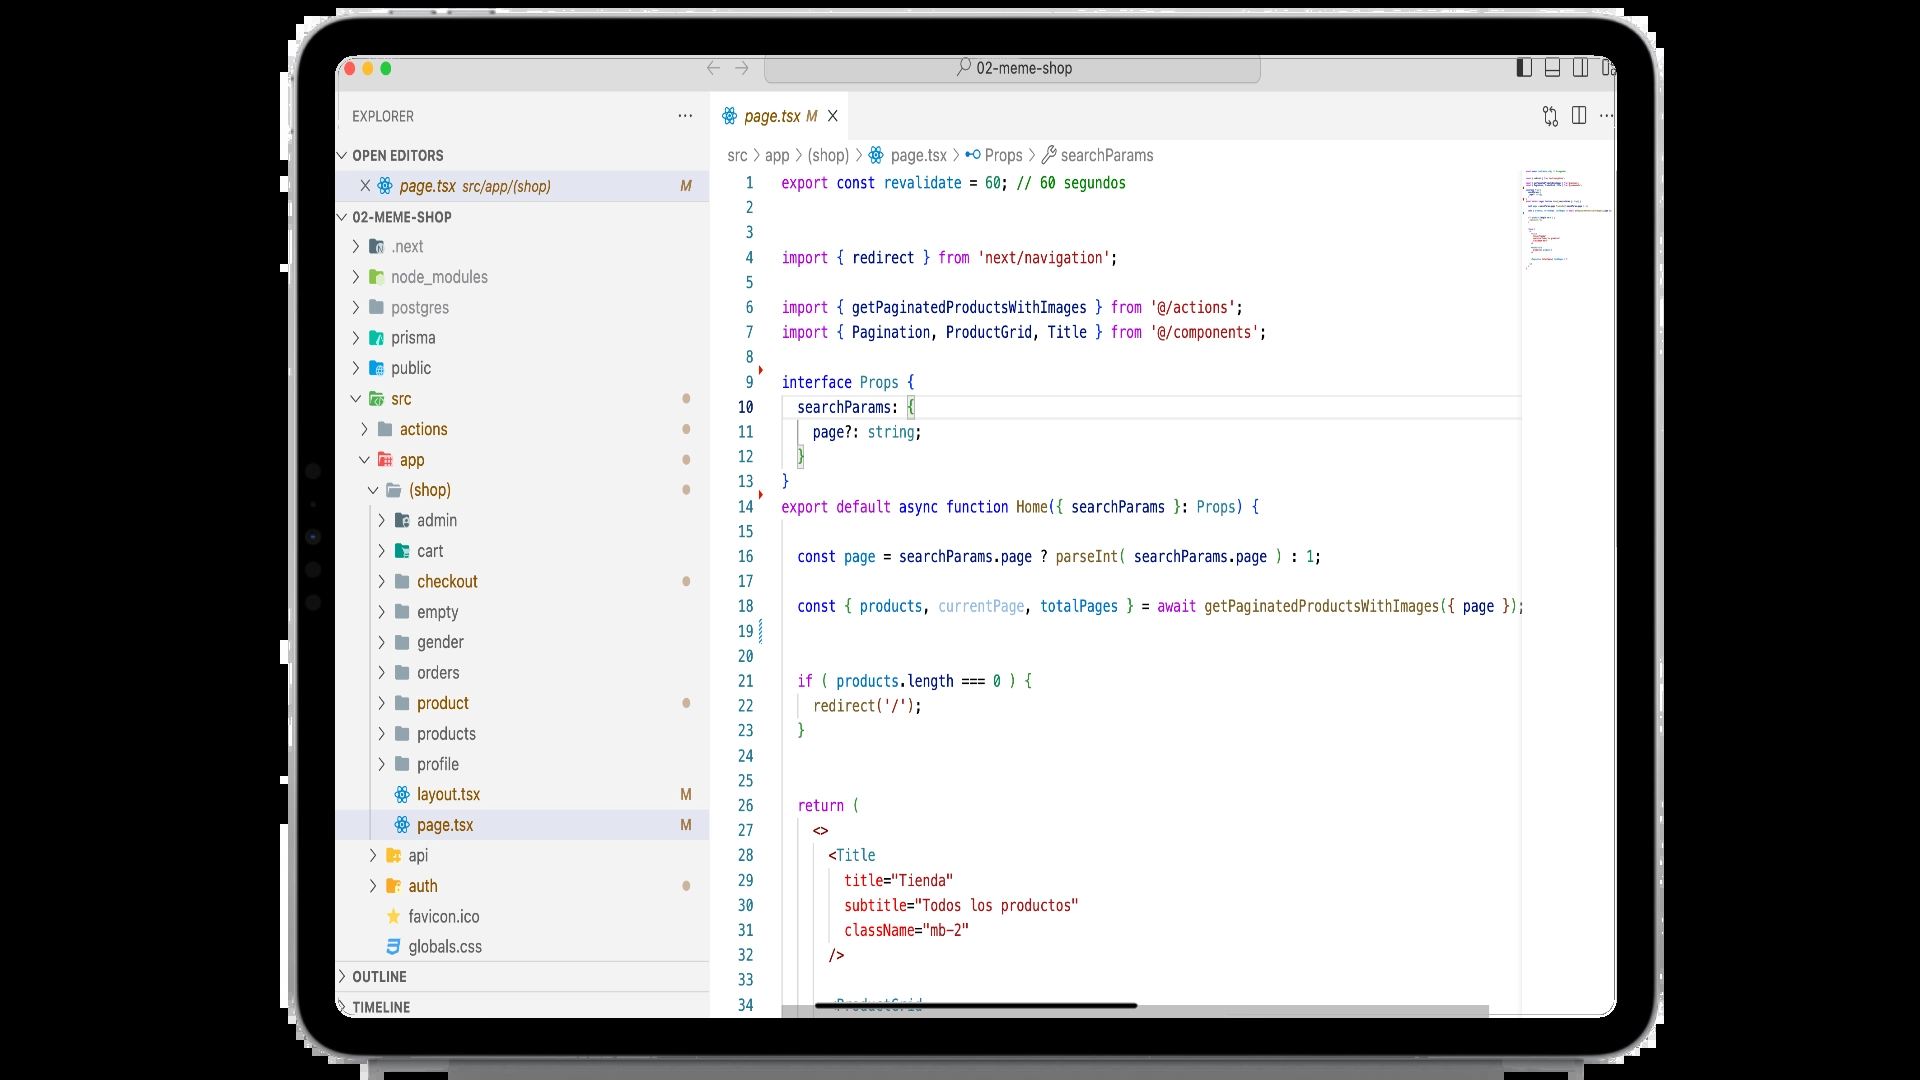 02-meme-shop
EXPLORER
OPEN EDITORS
page.tsx src/app/(shop) M
02-MEME-SHOP
.next
node_modules
postgres
prisma
public
src
actions
app
(shop)
admin
cart
checkout
empty
gender
orders
product
products
profile
layout.tsx M
page.tsx M
api
auth
favicon.ico
globals.css
OUTLINE
TIMELINE
page.tsx M
src > app > (shop) > page.tsx > Props > searchParams
1 export const revalidate = 60; // 60 segundos
2
3
4 import { redirect } from 'next/navigation';
5
6 import { getPaginatedProductsWithImages } from '@/actions';
7 import { Pagination, ProductGrid, Title } from '@/components';
8
9 interface Props {
10 searchParams: {
11 page?: string;
12 }
13 }
14 export default async function Home({ searchParams }: Props) {
15
16 const page = searchParams.page ? parseInt( searchParams.page ) : 1;
17
18 const { products, currentPage, totalPages } = await getPaginatedProductsWithImages({ page });
19
20
21 if ( products.length === 0 ) {
22 redirect('/');
23 }
24
25
26 return (
27 <>
28 <Title
29 title="Tienda"
30 subtitle="Todos los productos"
31 className="mb-2"
32 />
33
34 <ProductGrid